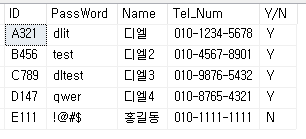 ID PassWord Name Tel_Num Y/N
A321 dlit 디엘 010-1234-5678 Y
B456 test 디엘2 010-4567-8901 Y
C789 dltest 디엘3 010-9876-5432 Y
D147 qwer 디엘4 010-8765-4321 Y
E111 !@#$ 홍길동 010-1111-1111 N